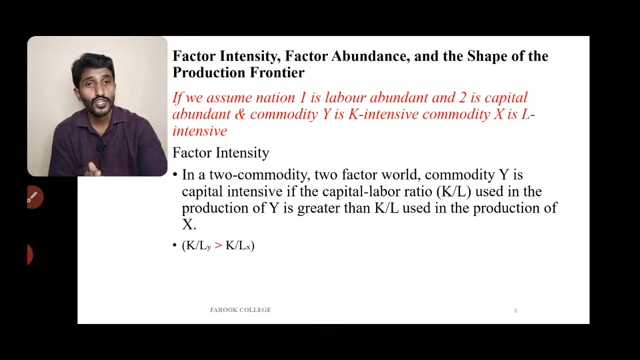 Factor Intensity, Factor Abundance, and the Shape of the
Production Frontier
If we assume nation 1 is labour abundant and 2 is capital
abundant & commodity Y is K-intensive commodity X is L-
intensive
Factor Intensity
• In a two-commodity, two factor world, commodity Y is
capital intensive if the capital-labor ratio (K/L) used in the
production of Y is greater than K/L used in the production of
X.
• (K/Ly > K/Lx)
FAROOK COLLEGE